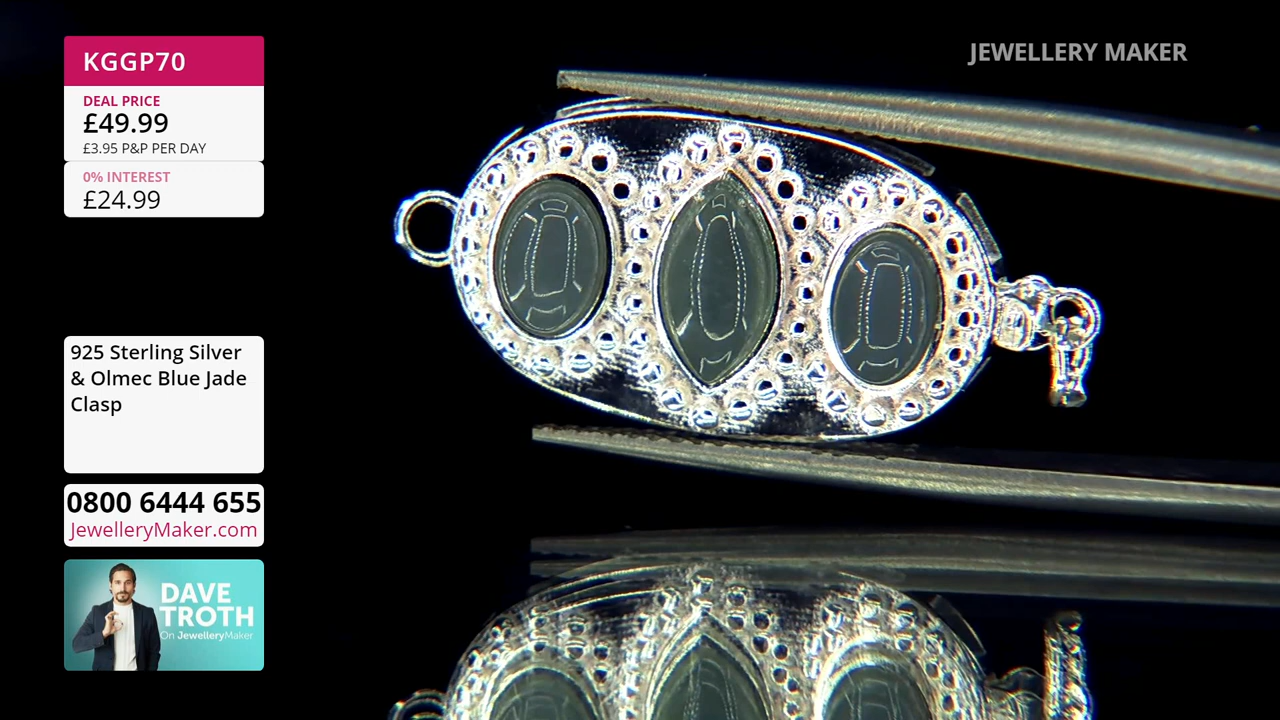 KGGP70
DEAL PRICE
£49.99
£3.95 P&P PER DAY
0% INTEREST
£24.99
925 Sterling Silver
& Olmec Blue Jade
Clasp
0800 6444 655
JewelleryMaker.com
DAVE
TROTH
On JewelleryMaker
JEWELLERY MAKER